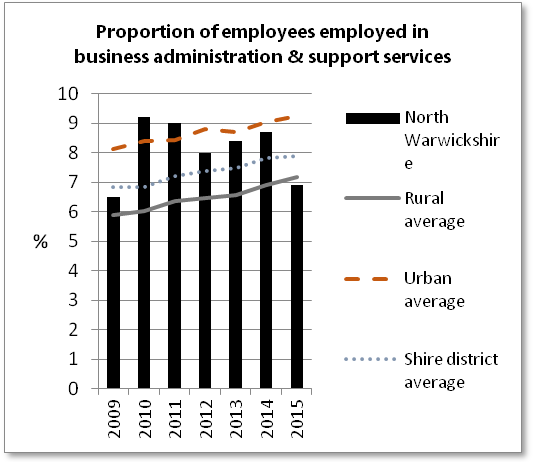 Proportion of employees employed in
business administration & support services
10
9
8
7
6
5
4
3
2
1
0
%
2009
2010
2011
2012
2013
2014
2015
North
Warwickshir
e
Rural
average
Urban
average
Shire district
average